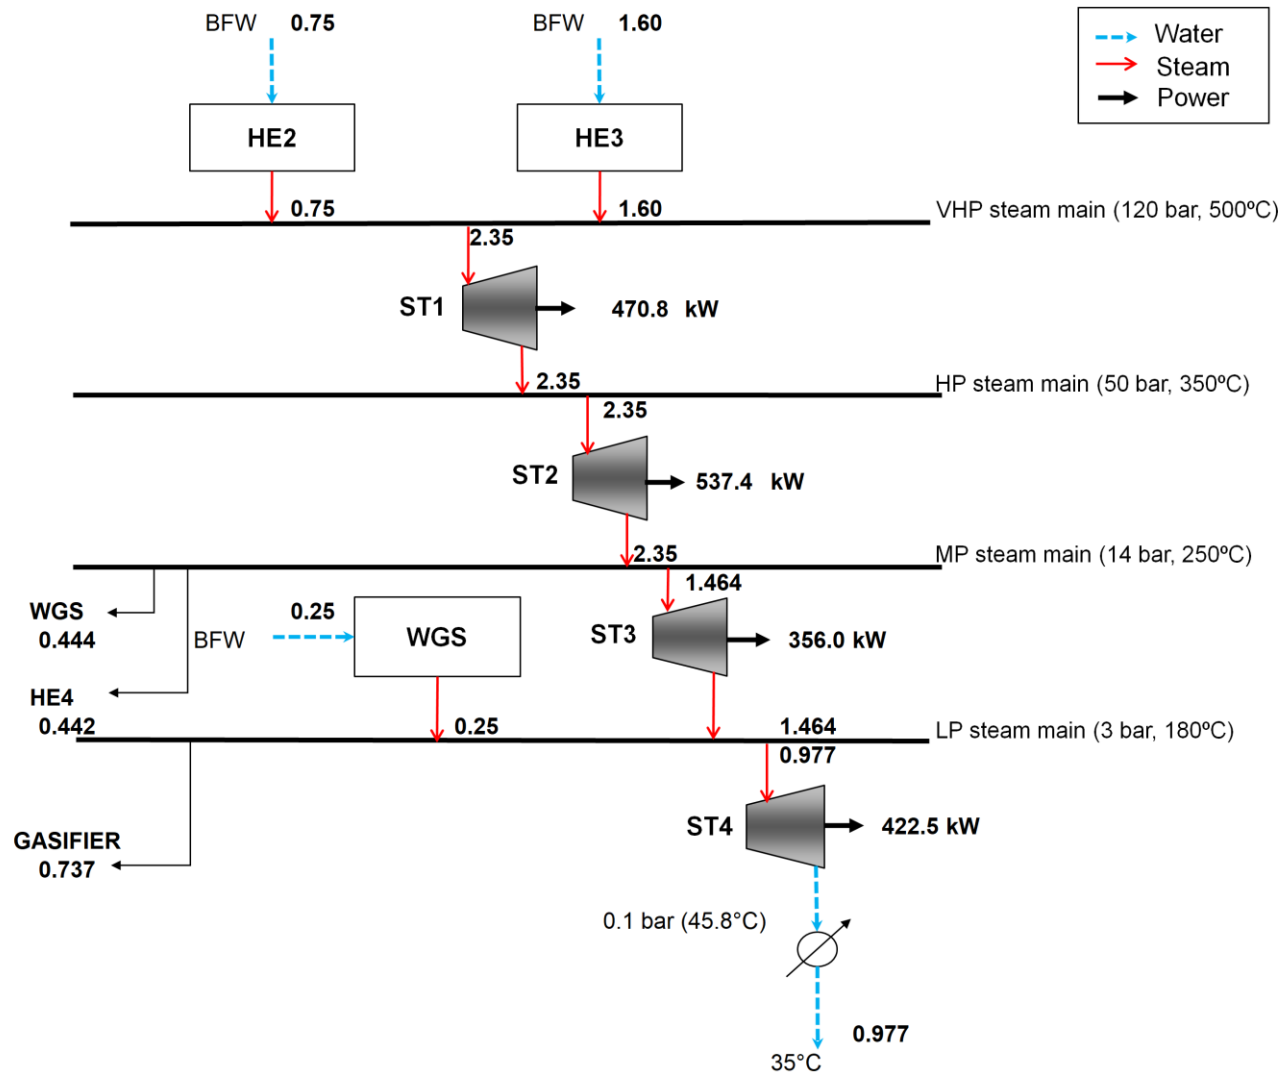 BFW 0.75
BFW 1.60
Water
Steam
Power
HE2
HE3
0.75
1.60
VHP steam main (120 bar, 500ºC)
2.35
ST1
470.8 kW
2.35
HP steam main (50 bar, 350ºC)
2.35
ST2
537.4 kW
2.35
MP steam main (14 bar, 250ºC)
1.464
WGS
0.444
BFW
0.25
WGS
ST3
356.0 kW
HE4
0.442
0.25
1.464
LP steam main (3 bar, 180ºC)
0.977
ST4
422.5 kW
GASIFIER
0.737
0.1 bar (45.8°C)
0.977
35°C